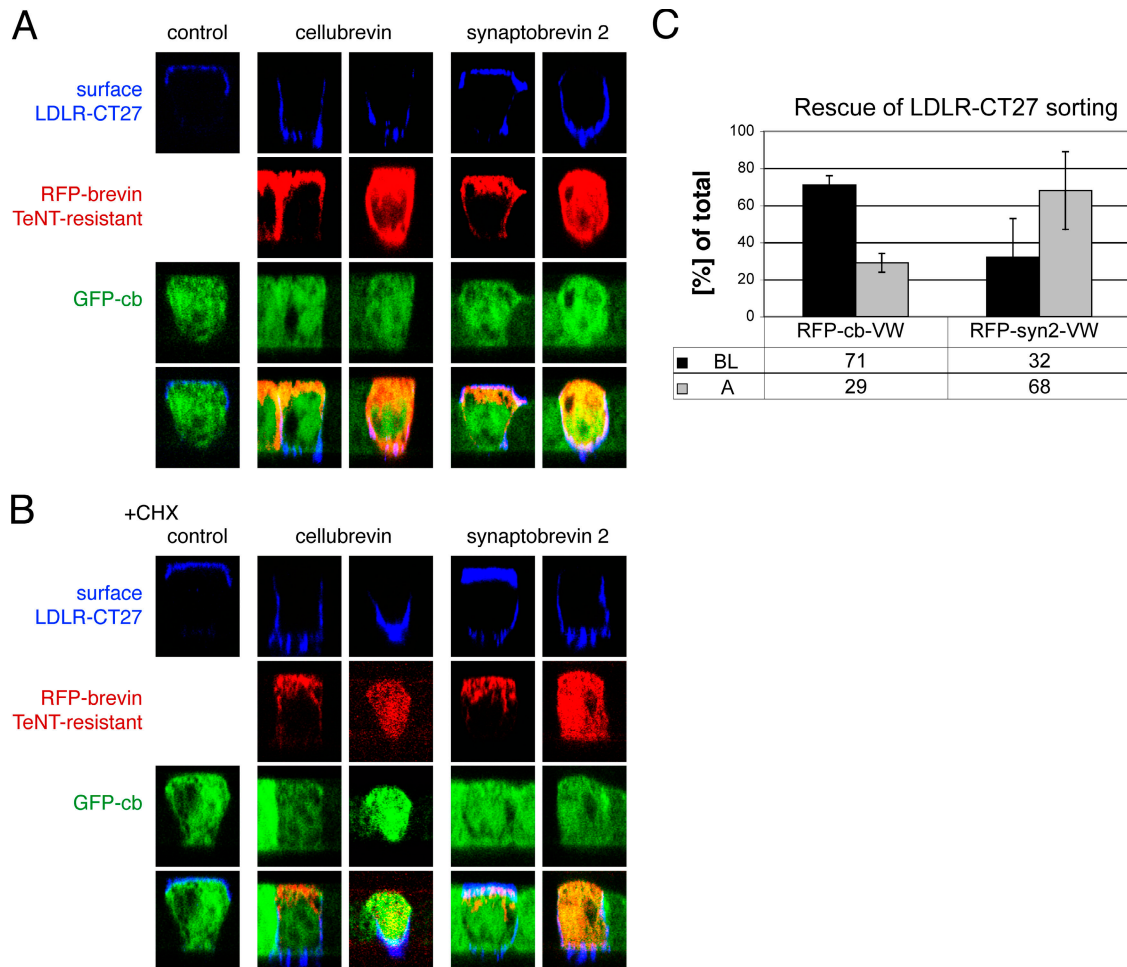 A
control
cellubrevin
synaptobrevin 2
surface
LDLR-CT27
RFP-brevin
TeNT-resistant
GFP-cb
B
+CHX
control
cellubrevin
synaptobrevin 2
surface
LDLR-CT27
RFP-brevin
TeNT-resistant
GFP-cb
C
Rescue of LDLR-CT27 sorting
[%] of total
100
80
60
40
20
0
RFP-cb-VW RFP-syn2-VW
BL 71 32
A 29 68